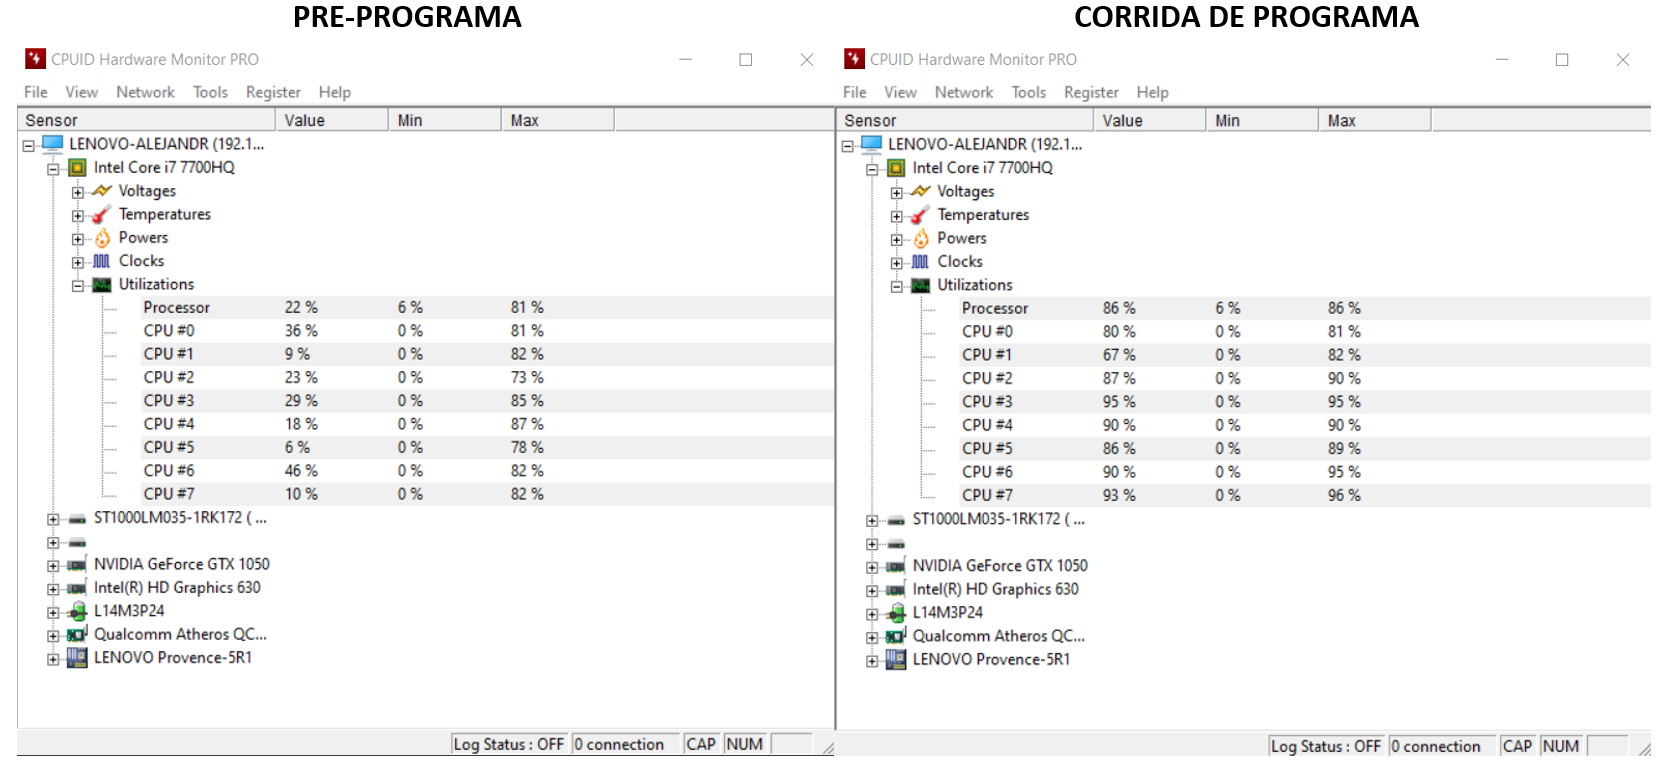 PRE-PROGRAMA
CPUID Hardware Monitor PRO
File View Network Tools Register Help
Sensor Value Min Max
LENOVO-ALEJANDR (192.1...
Intel Core i7 7700HQ
Voltages
Temperatures
Powers
Clocks
Utilizations
Processor 22 % 6 % 81 %
CPU #0 36 % 0 % 81 %
CPU #1 9 % 0 % 82 %
CPU #2 23 % 0 % 73 %
CPU #3 29 % 0 % 85 %
CPU #4 18 % 0 % 87 %
CPU #5 6 % 0 % 78 %
CPU #6 46 % 0 % 82 %
CPU #7 10 % 0 % 82 %
ST1000LM035-1RK172 ( ...
NVIDIA GeForce GTX 1050
Intel(R) HD Graphics 630
L14M3P24
Qualcomm Atheros QC...
LENOVO Provence-5R1
Log Status : OFF 0 connection CAP NUM
CORRIDA DE PROGRAMA
CPUID Hardware Monitor PRO
File View Network Tools Register Help
Sensor Value Min Max
LENOVO-ALEJANDR (192.1...
Intel Core i7 7700HQ
Voltages
Temperatures
Powers
Clocks
Utilizations
Processor 86 % 6 % 86 %
CPU #0 80 % 0 % 81 %
CPU #1 67 % 0 % 82 %
CPU #2 87 % 0 % 90 %
CPU #3 95 % 0 % 95 %
CPU #4 90 % 0 % 90 %
CPU #5 86 % 0 % 89 %
CPU #6 90 % 0 % 95 %
CPU #7 93 % 0 % 96 %
ST1000LM035-1RK172 ( ...
NVIDIA GeForce GTX 1050
Intel(R) HD Graphics 630
L14M3P24
Qualcomm Atheros QC...
LENOVO Provence-5R1
Log Status : OFF 0 connection CAP NUM